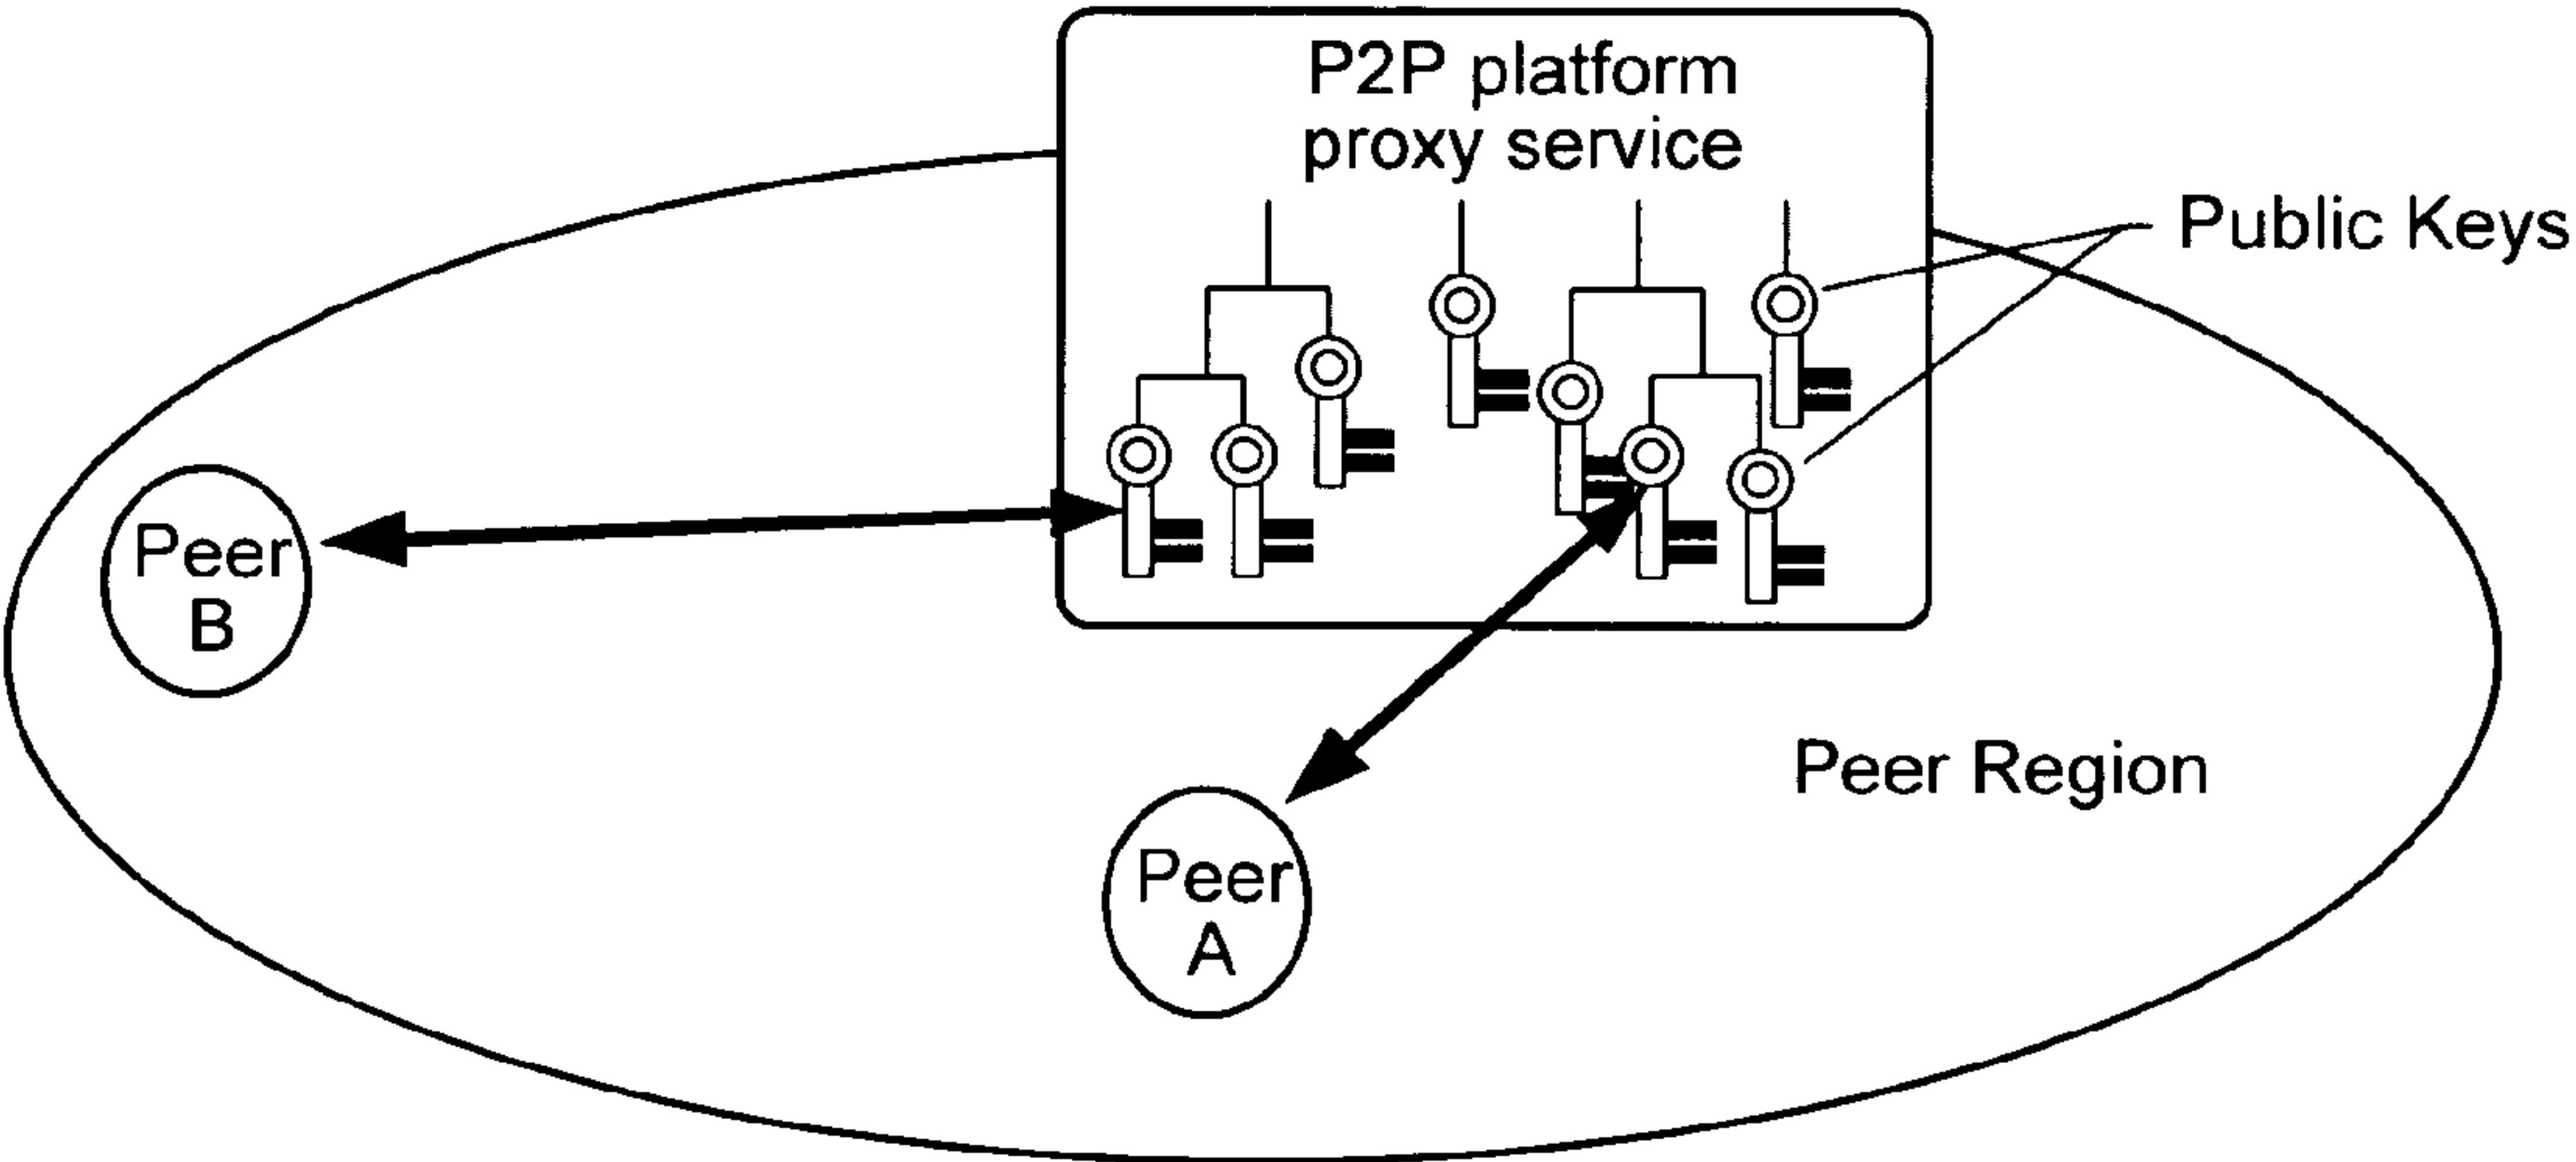 P2P platform
proxy service
Public Keys
Peer
B
Peer Region
Peer
A